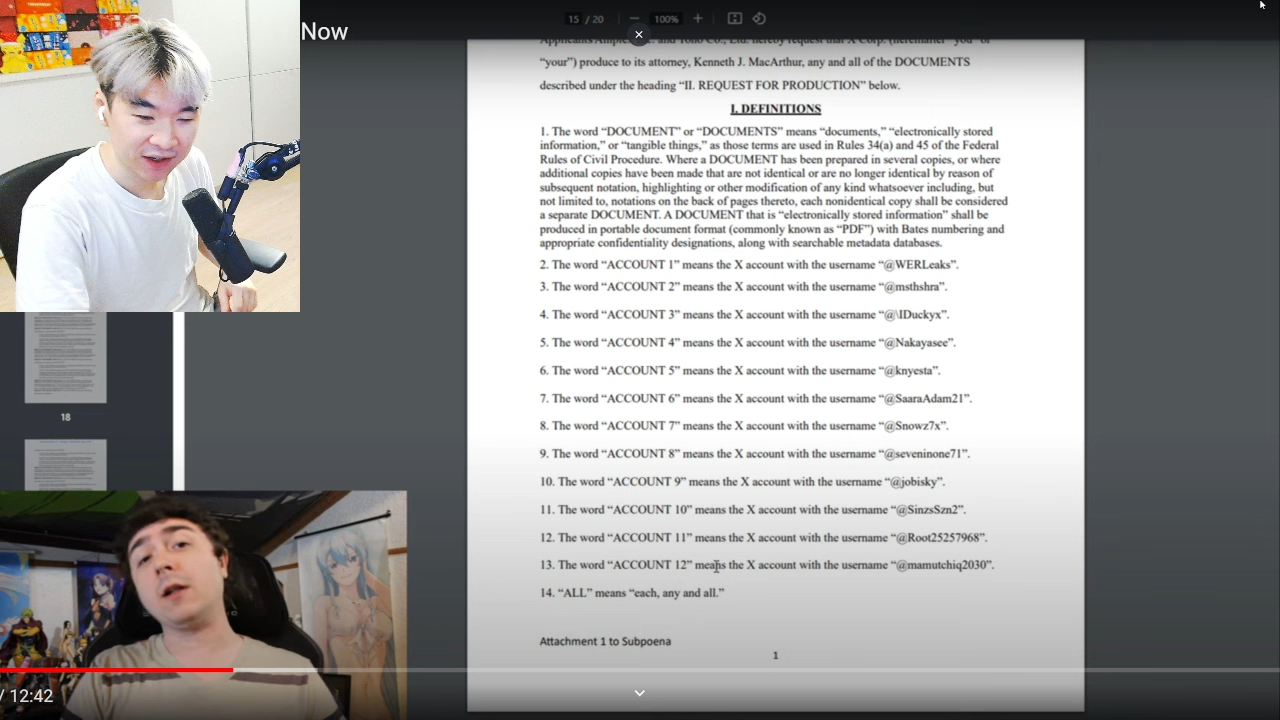 Now
15 / 20
100%
Applicants
"your") produce to its attorney, Kenneth J. MacArthur, any and all of the DOCUMENTS
described under the heading "II. REQUEST FOR PRODUCTION" below.
I. DEFINITIONS
1. The word "DOCUMENT" or "DOCUMENTS" means "documents," "electronically stored
information," or "tangible things," as those terms are used in Rules 34(a) and 45 of the Federal
Rules of Civil Procedure. Where a DOCUMENT has been prepared in several copies, or where
additional copies have been made that are not identical or are no longer identical by reason of
subsequent notation, highlighting or other modification of any kind whatsoever including, but
not limited to, notations on the back of pages thereto, each nonidentical copy shall be considered
a separate DOCUMENT. A DOCUMENT that is "electronically stored information" shall be
produced in portable document format (commonly known as "PDF") with Bates numbering and
appropriate confidentiality designations, along with searchable metadata databases.
2. The word "ACCOUNT 1" means the X account with the username "@WERLeaks".
3. The word "ACCOUNT 2" means the X account with the username "@msthshra".
4. The word "ACCOUNT 3" means the X account with the username "@\IDuckyx".
5. The word "ACCOUNT 4" means the X account with the username "@Nakayasee".
6. The word "ACCOUNT 5" means the X account with the username "@knyesta".
7. The word "ACCOUNT 6" means the X account with the username "@SaaraAdam21".
8. The word "ACCOUNT 7" means the X account with the username "@Snowz7x".
9. The word "ACCOUNT 8" means the X account with the username "@seveninone71".
10. The word "ACCOUNT 9" means the X account with the username "@jobisky".
11. The word "ACCOUNT 10" means the X account with the username "@SinzsSzn2".
12. The word "ACCOUNT 11" means the X account with the username "@Root25257968".
13. The word "ACCOUNT 12" means the X account with the username "@mamutchiq2030".
14. "ALL" means "each, any and all."
Attachment 1 to Subpoena
1
18
/ 12:42